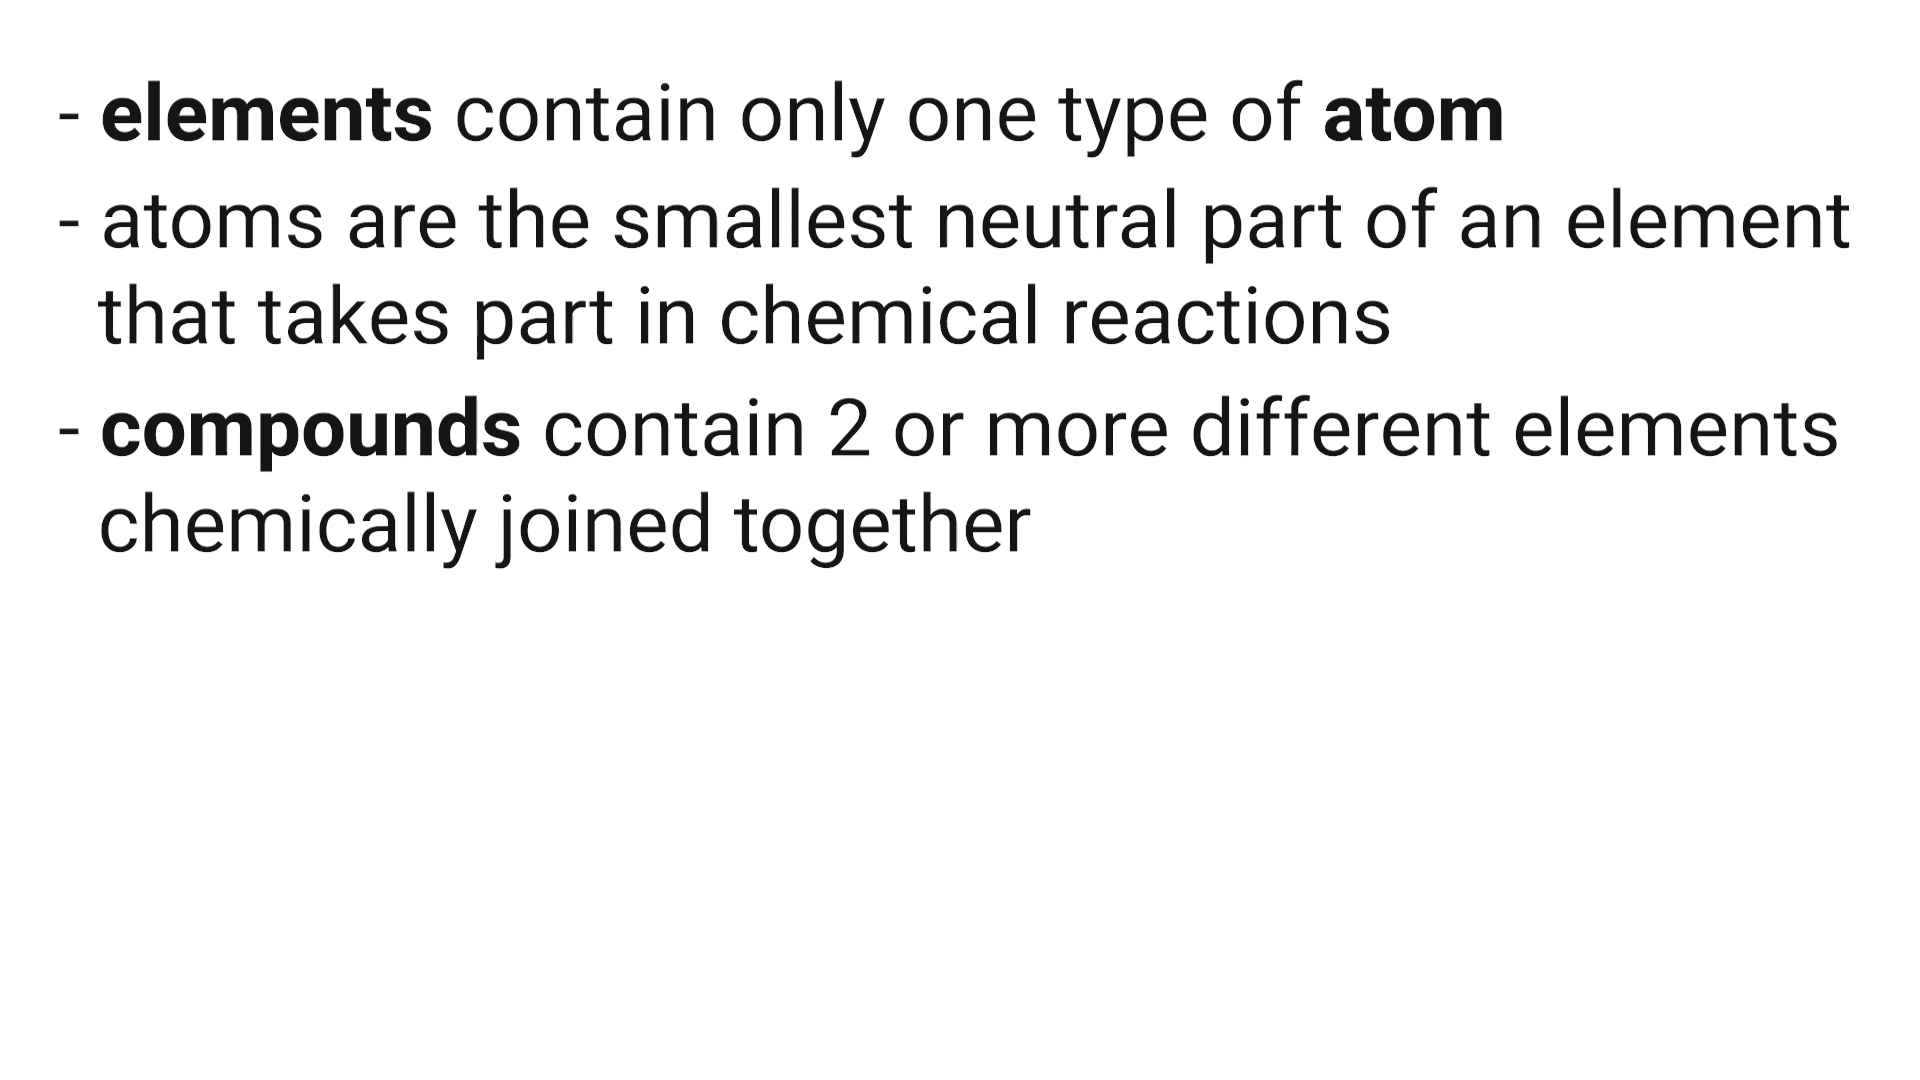 - elements contain only one type of atom
- atoms are the smallest neutral part of an element
that takes part in chemical reactions
- compounds contain 2 or more different elements
chemically joined together